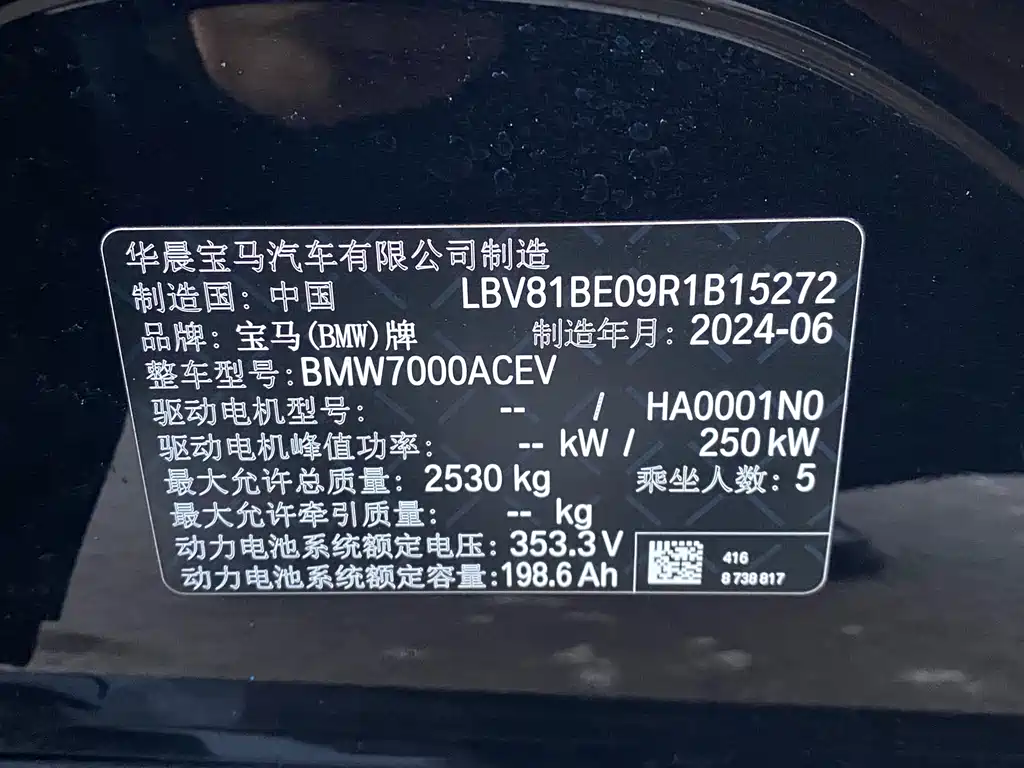 华晨宝马汽车有限公司制造
制造国：中国 LBV81BE09R1B15272
品牌：宝马(BMW)牌 制造年月：2024-06
整车型号：BMW7000ACEV
驱动电机型号： -- / HA0001N0
驱动电机峰值功率： -- kW / 250 kW
最大允许总质量：2530 kg 乘坐人数：5
最大允许牵引质量： -- kg
动力电池系统额定电压：353.3 V
动力电池系统额定容量：198.6 Ah
416
8 738 817